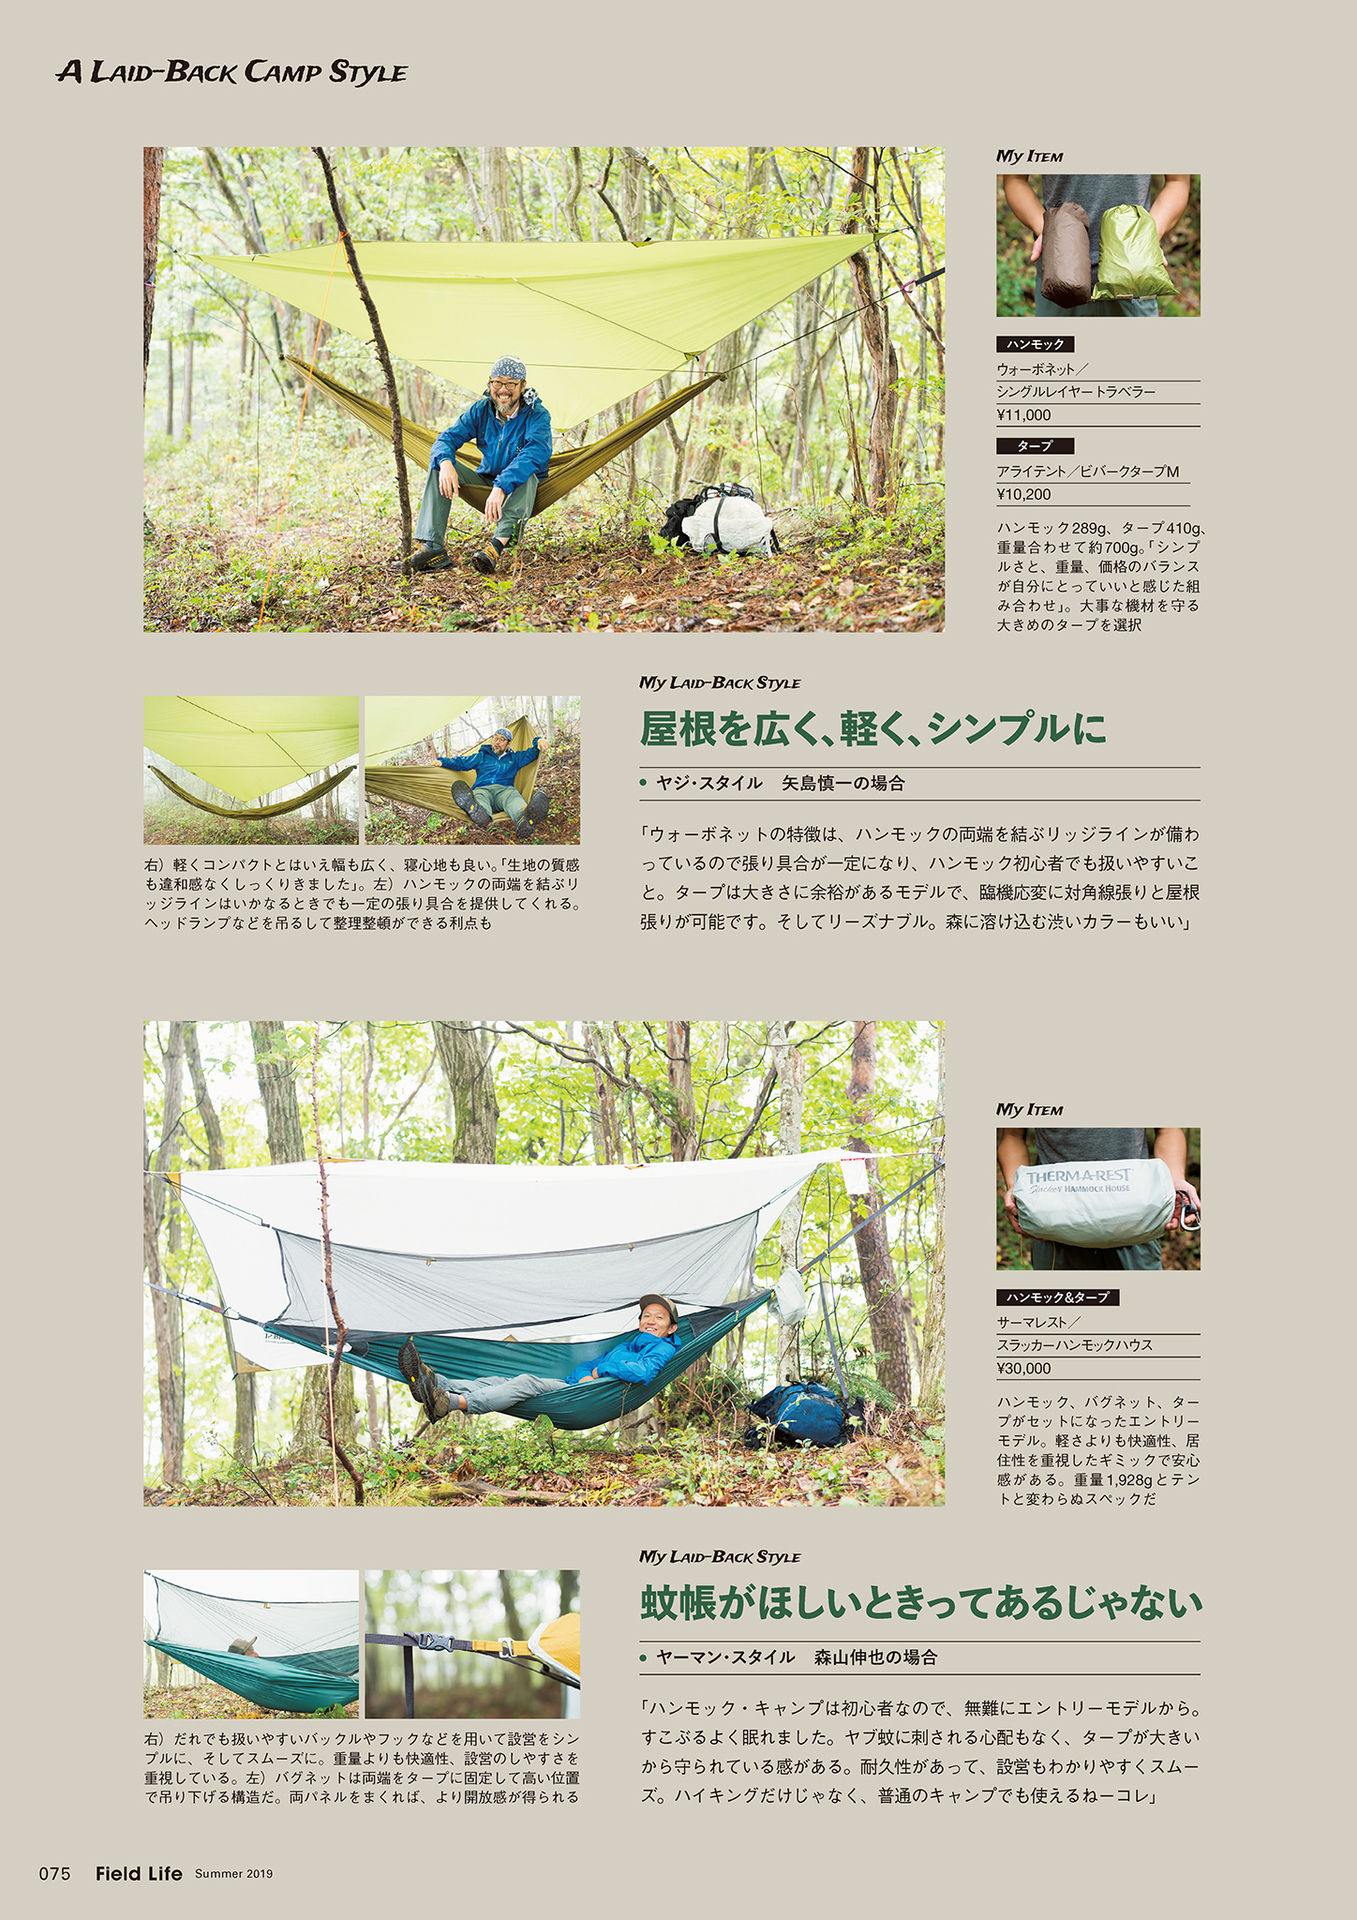 A LAID-BACK CAMP STYLE
MY ITEM
ハンモック
ウォーボネット／
シングルレイヤートラベラー
¥11,000
タープ
アライテント／ビバークタープM
¥10,200
ハンモック289g、タープ410g、
重量合わせて約700g。「シンプ
ルさと、重量、価格のバランス
が自分にとっていいと感じた組
み合わせ」。大事な機材を守る
大きめのタープを選択
右）軽くコンパクトとはいえ幅も広く、寝心地も良い。「生地の質感
も違和感なくしっくりきました」。左）ハンモックの両端を結ぶリ
ッジラインはいかなるときでも一定の張り具合を提供してくれる。
ヘッドランプなどを吊るして整理整頓ができる利点も
MY LAID-BACK STYLE
屋根を広く、軽く、シンプルに
● ヤジ・スタイル　矢島慎一の場合
「ウォーボネットの特徴は、ハンモックの両端を結ぶリッジラインが備わ
っているので張り具合が一定になり、ハンモック初心者でも扱いやすいこ
と。タープは大きさに余裕があるモデルで、臨機応変に対角線張りと屋根
張りが可能です。そしてリーズナブル。森に溶け込む渋いカラーもいい」
MY ITEM
THERM-A-REST
Slacker HAMMOCK HOUSE
ハンモック&タープ
サーマレスト／
スラッカーハンモックハウス
¥30,000
ハンモック、バグネット、ター
プがセットになったエントリー
モデル。軽さよりも快適性、居
住性を重視したギミックで安心
感がある。重量1,928gとテン
トと変わらぬスペックだ
右）だれでも扱いやすいバックルやフックなどを用いて設営をシン
プルに、そしてスムーズに。重量よりも快適性、設営のしやすさを
重視している。左）バグネットは両端をタープに固定して高い位置
で吊り下げる構造だ。両パネルをまくれば、より開放感が得られる
MY LAID-BACK STYLE
蚊帳がほしいときってあるじゃない
● ヤーマン・スタイル　森山伸也の場合
「ハンモック・キャンプは初心者なので、無難にエントリーモデルから。
すこぶるよく眠れました。ヤブ蚊に刺される心配もなく、タープが大きい
から守られている感がある。耐久性があって、設営もわかりやすくスムー
ズ。ハイキングだけじゃなく、普通のキャンプでも使えるねーコレ」
075 Field Life Summer 2019